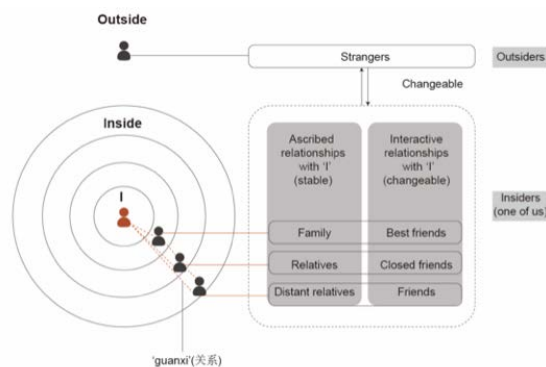 Outside
Strangers
Outsiders
Changeable
Inside
I
Ascribed
relationships
with 'I'
(stable)
Interactive
relationships
with 'I'
(changeable)
Insiders
(one of us)
Family
Best friends
Relatives
Closed friends
Distant relatives
Friends
'guanxi'(关系)